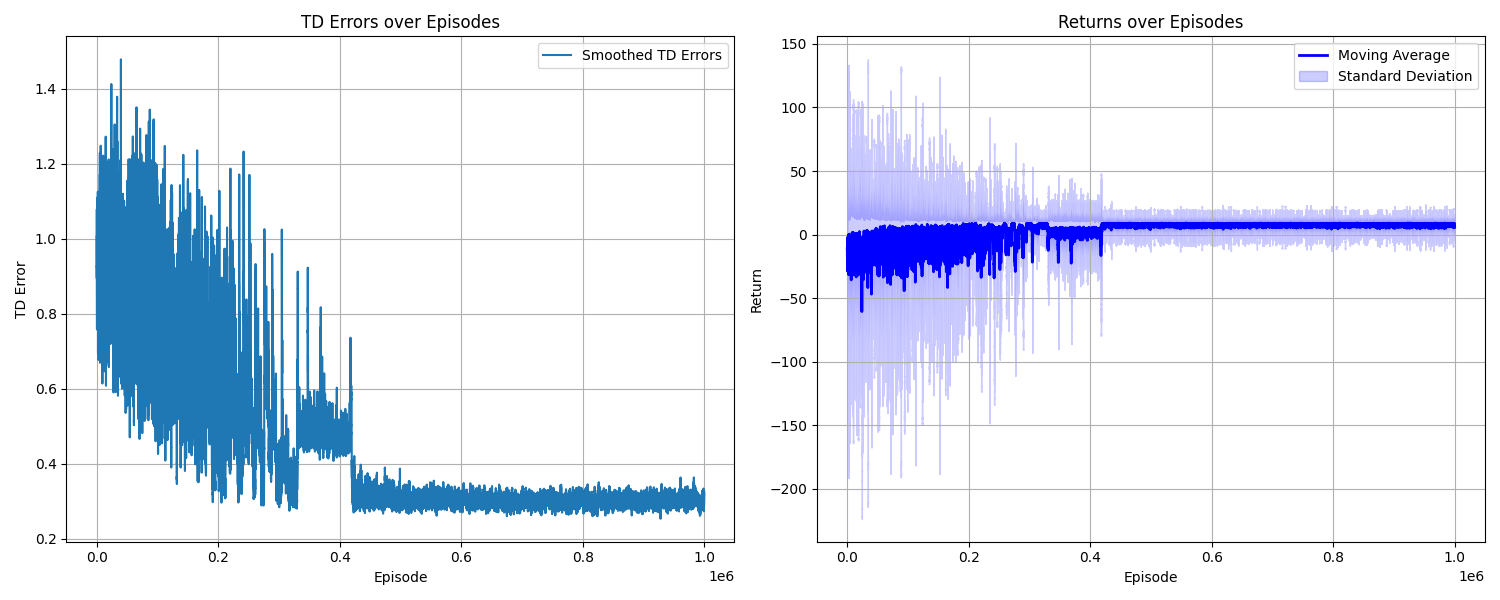 TD Errors over Episodes
Smoothed TD Errors
TD Error
1.4
1.2
1.0
0.8
0.6
0.4
0.2
0.0
0.2
0.4
0.6
0.8
1.0
1e6
Episode
Returns over Episodes
Moving Average
Standard Deviation
Return
150
100
50
0
−50
−100
−150
−200
0.0
0.2
0.4
0.6
0.8
1.0
1e6
Episode